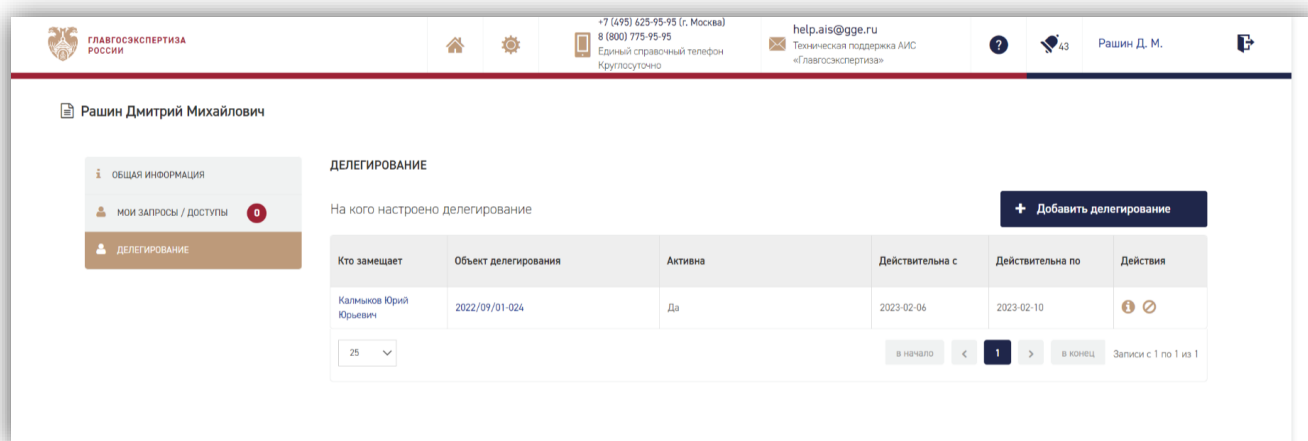 ГЛАВГОСЭКСПЕРТИЗА
РОССИИ
+7 (495) 625-95-95 (г. Москва)
8 (800) 775-95-95
Единый справочный телефон
Круглосуточно
help.ais@gge.ru
Техническая поддержка АИС
«Главгосэкспертиза»
?
43
Рашин Д. М.
Рашин Дмитрий Михайлович
ОБЩАЯ ИНФОРМАЦИЯ
МОИ ЗАПРОСЫ / ДОСТУПЫ 0
ДЕЛЕГИРОВАНИЕ
ДЕЛЕГИРОВАНИЕ
На кого настроено делегирование
+ Добавить делегирование
Кто замещает Объект делегирования Активна Действительна с Действительна по Действия
Калмыков Юрий
Юрьевич
2022/09/01-024 Да 2023-02-06 2023-02-10
25
в начало < 1 > в конец Записи с 1 по 1 из 1